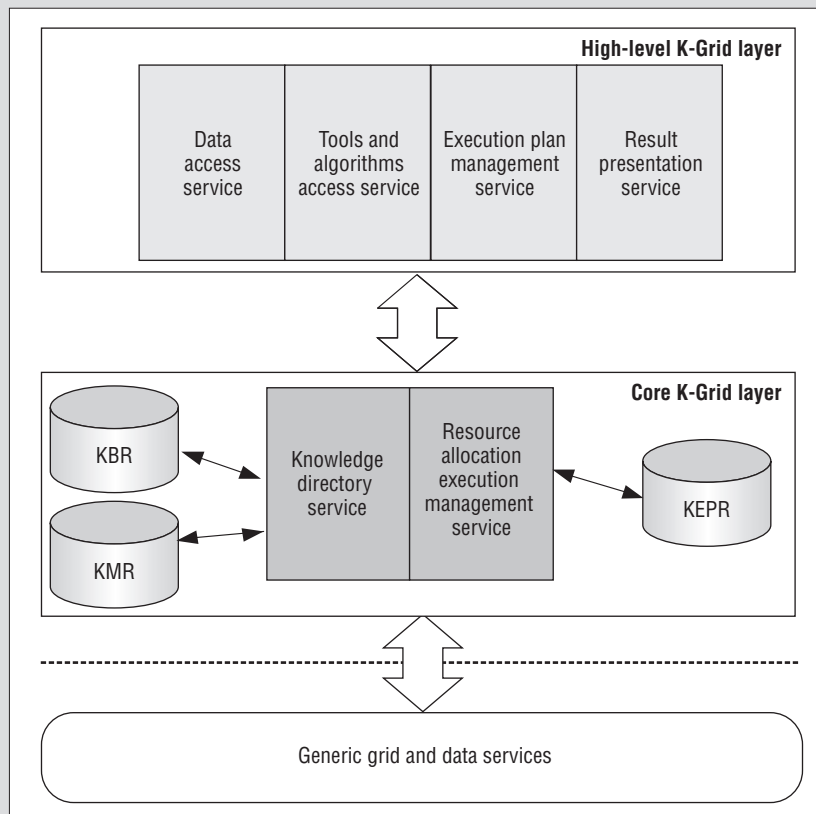 High-level K-Grid layer
Data
access
service
Tools and
algorithms
access service
Execution plan
management
service
Result
presentation
service
Core K-Grid layer
KBR
KMR
Knowledge
directory
service
Resource
allocation
execution
management
service
KEPR
Generic grid and data services